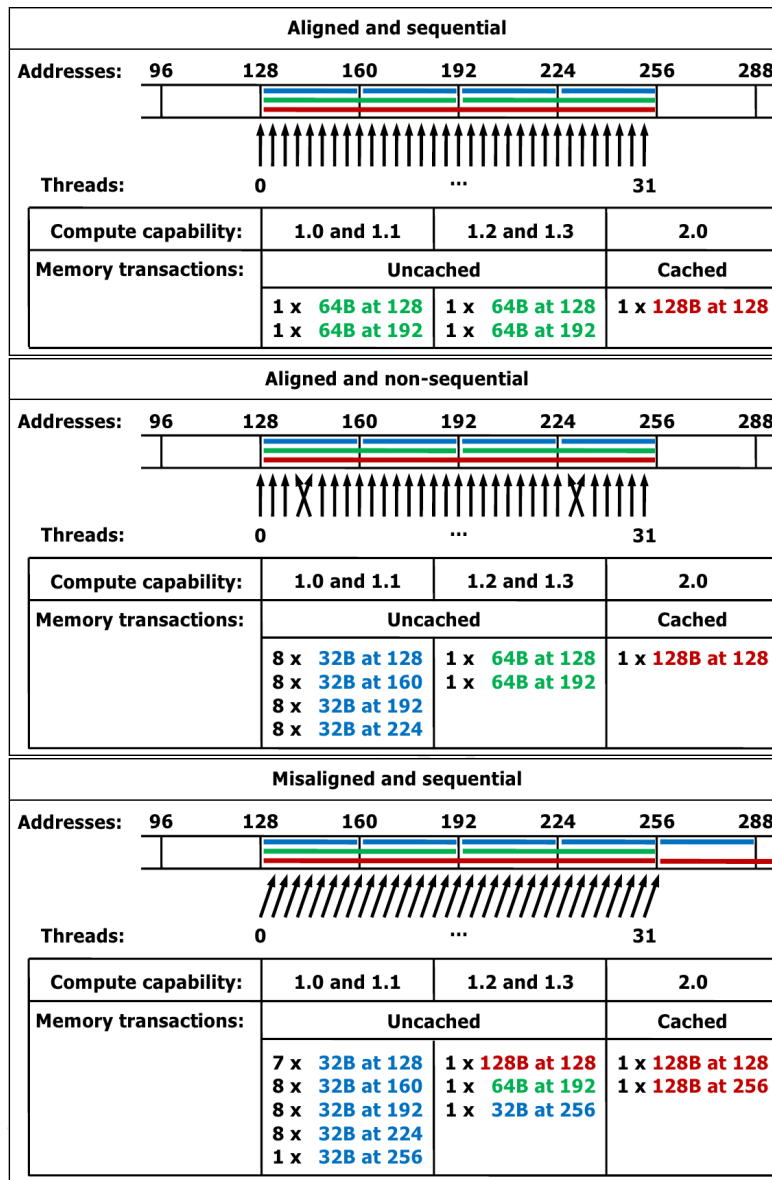 Aligned and sequential
Addresses: 96 128 160 192 224 256 288
Threads: 0 ... 31
Compute capability: 1.0 and 1.1 1.2 and 1.3 2.0
Memory transactions: Uncached Cached
1 x 64B at 128 1 x 64B at 128 1 x 128B at 128
1 x 64B at 192 1 x 64B at 192
Aligned and non-sequential
Addresses: 96 128 160 192 224 256 288
Threads: 0 ... 31
Compute capability: 1.0 and 1.1 1.2 and 1.3 2.0
Memory transactions: Uncached Cached
8 x 32B at 128 1 x 64B at 128 1 x 128B at 128
8 x 32B at 160 1 x 64B at 192
8 x 32B at 192
8 x 32B at 224
Misaligned and sequential
Addresses: 96 128 160 192 224 256 288
Threads: 0 ... 31
Compute capability: 1.0 and 1.1 1.2 and 1.3 2.0
Memory transactions: Uncached Cached
7 x 32B at 128 1 x 128B at 128 1 x 128B at 128
8 x 32B at 160 1 x 64B at 192 1 x 128B at 256
8 x 32B at 192 1 x 32B at 256
8 x 32B at 224
1 x 32B at 256